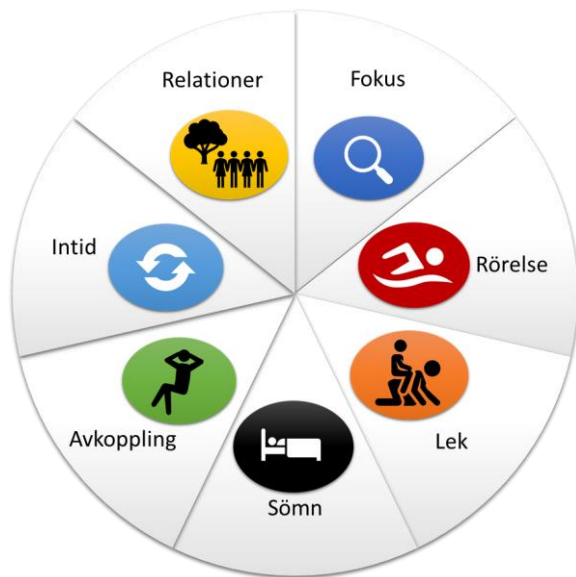 Relationer
Fokus
Intid
Rörelse
Avkoppling
Lek
Sömn